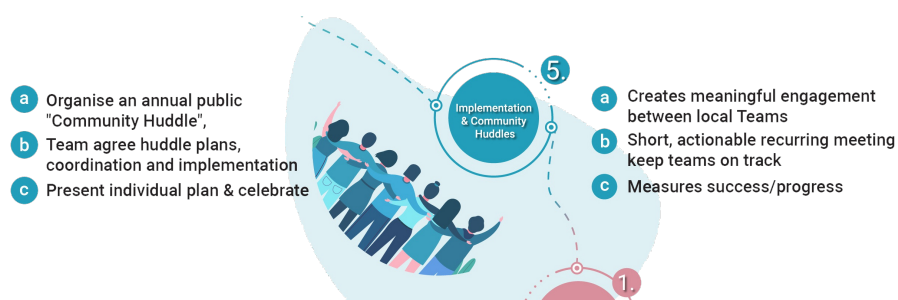 a Organise an annual public
"Community Huddle",
b Team agree huddle plans,
coordination and implementation
c Present individual plan & celebrate
5.
Implementation
& Community
Huddles
a Creates meaningful engagement
between local Teams
b Short, actionable recurring meeting
keep teams on track
c Measures success/progress
1.